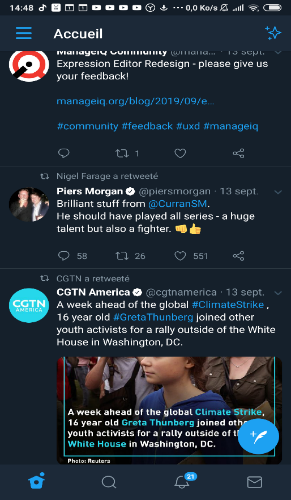 14:48
0,0 Ko/s
Accueil
ManageIQ Community @mana... · 13 sept.
Expression Editor Redesign - please give us
your feedback!
manageiq.org/blog/2019/09/e...
#community #feedback #uxd #manageiq
1
Nigel Farage a retweeté
Piers Morgan @piersmorgan · 13 sept.
Brilliant stuff from @CurranSM.
He should have played all series - a huge
talent but also a fighter. 👊👍
58 26 551
CGTN a retweeté
CGTN America @cgtnamerica · 13 sept.
A week ahead of the global #ClimateStrike ,
16 year old #GretaThunberg joined other
youth activists for a rally outside of the White
House in Washington, DC.
CGTN
AMERICA
A week ahead of the global Climate Strike,
16 year old Greta Thunberg joined other
youth activists for a rally outside of the
White House in Washington, DC.
Photo: Reuters
21